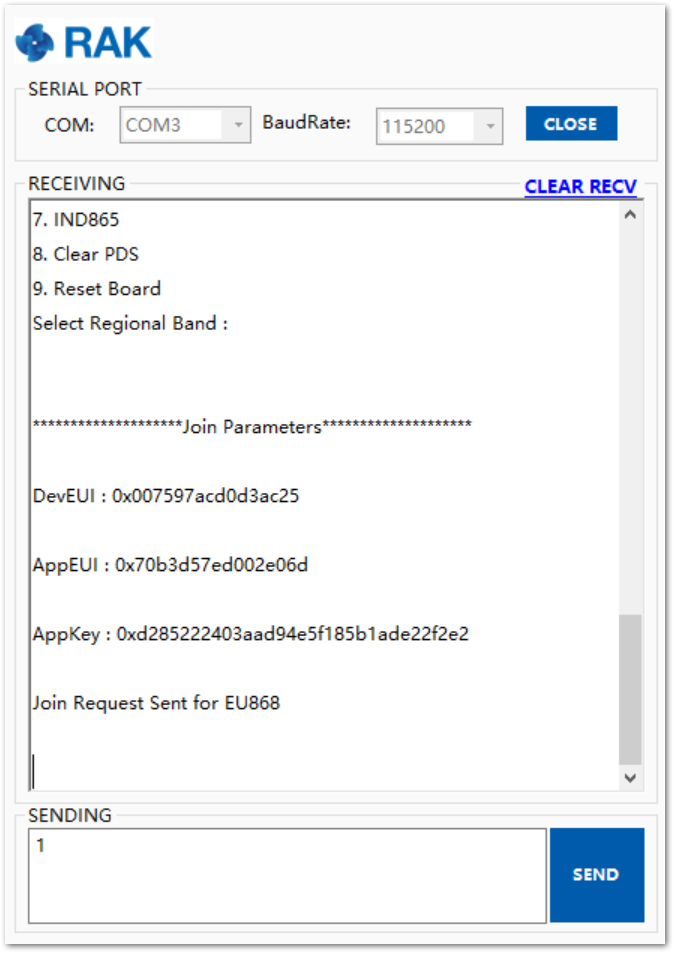 RAK
SERIAL PORT
COM: COM3 BaudRate: 115200 CLOSE
RECEIVING
CLEAR RECV
7. IND865
8. Clear PDS
9. Reset Board
Select Regional Band :
********************Join Parameters********************
DevEUI : 0x007597acd0d3ac25
AppEUI : 0x70b3d57ed002e06d
AppKey : 0xd285222403aad94e5f185b1ade22f2e2
Join Request Sent for EU868
SENDING
1
SEND